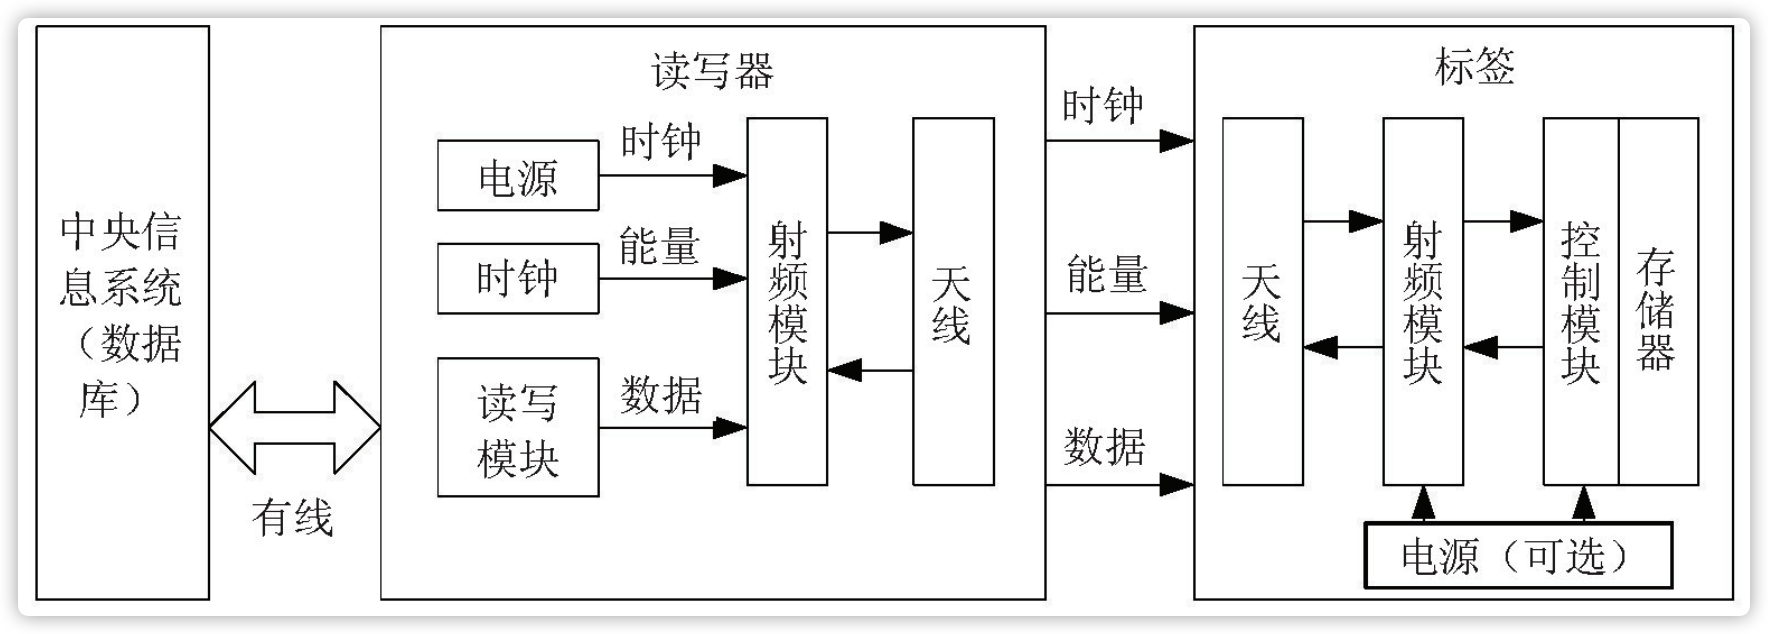 中央信
息系统
（数据
库）
有线
读写器
电源
时钟
时钟
能量
读写
模块
数据
射频模块
天线
时钟
能量
数据
标签
天线
射频模块
控制模块
存储器
电源（可选）